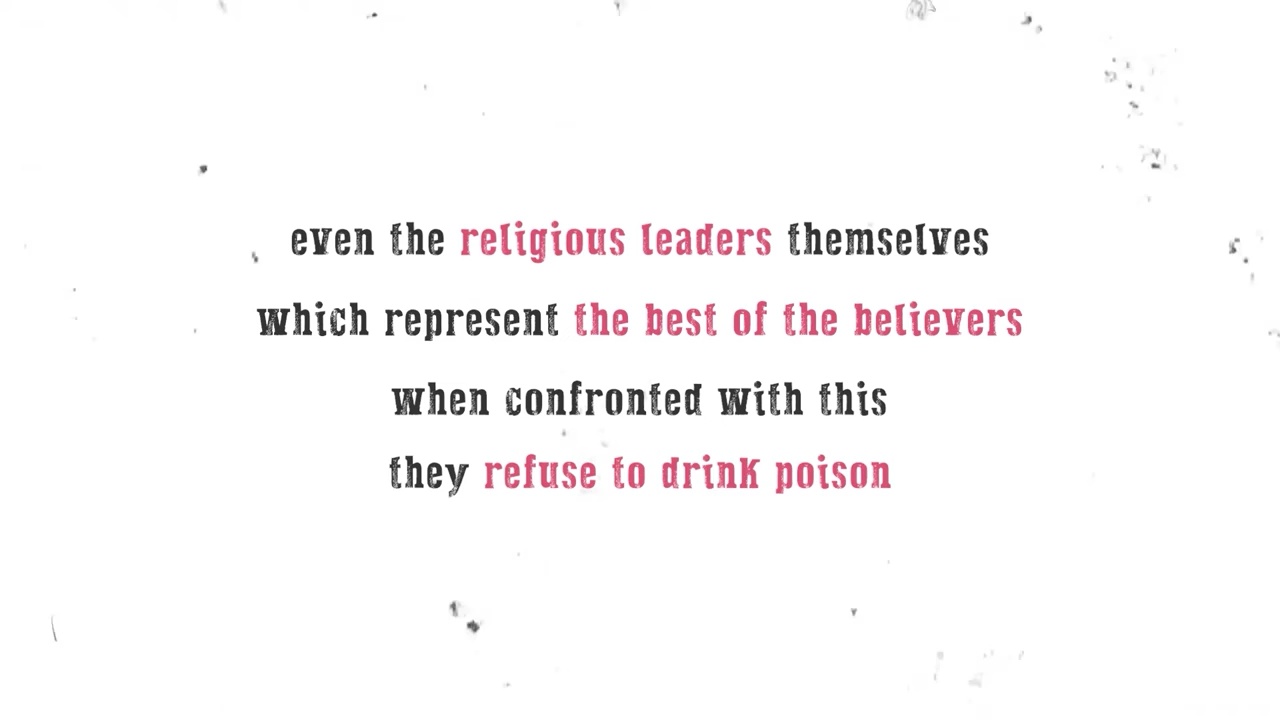 even the religious leaders themselves
which represent the best of the believers
when confronted with this
they refuse to drink poison